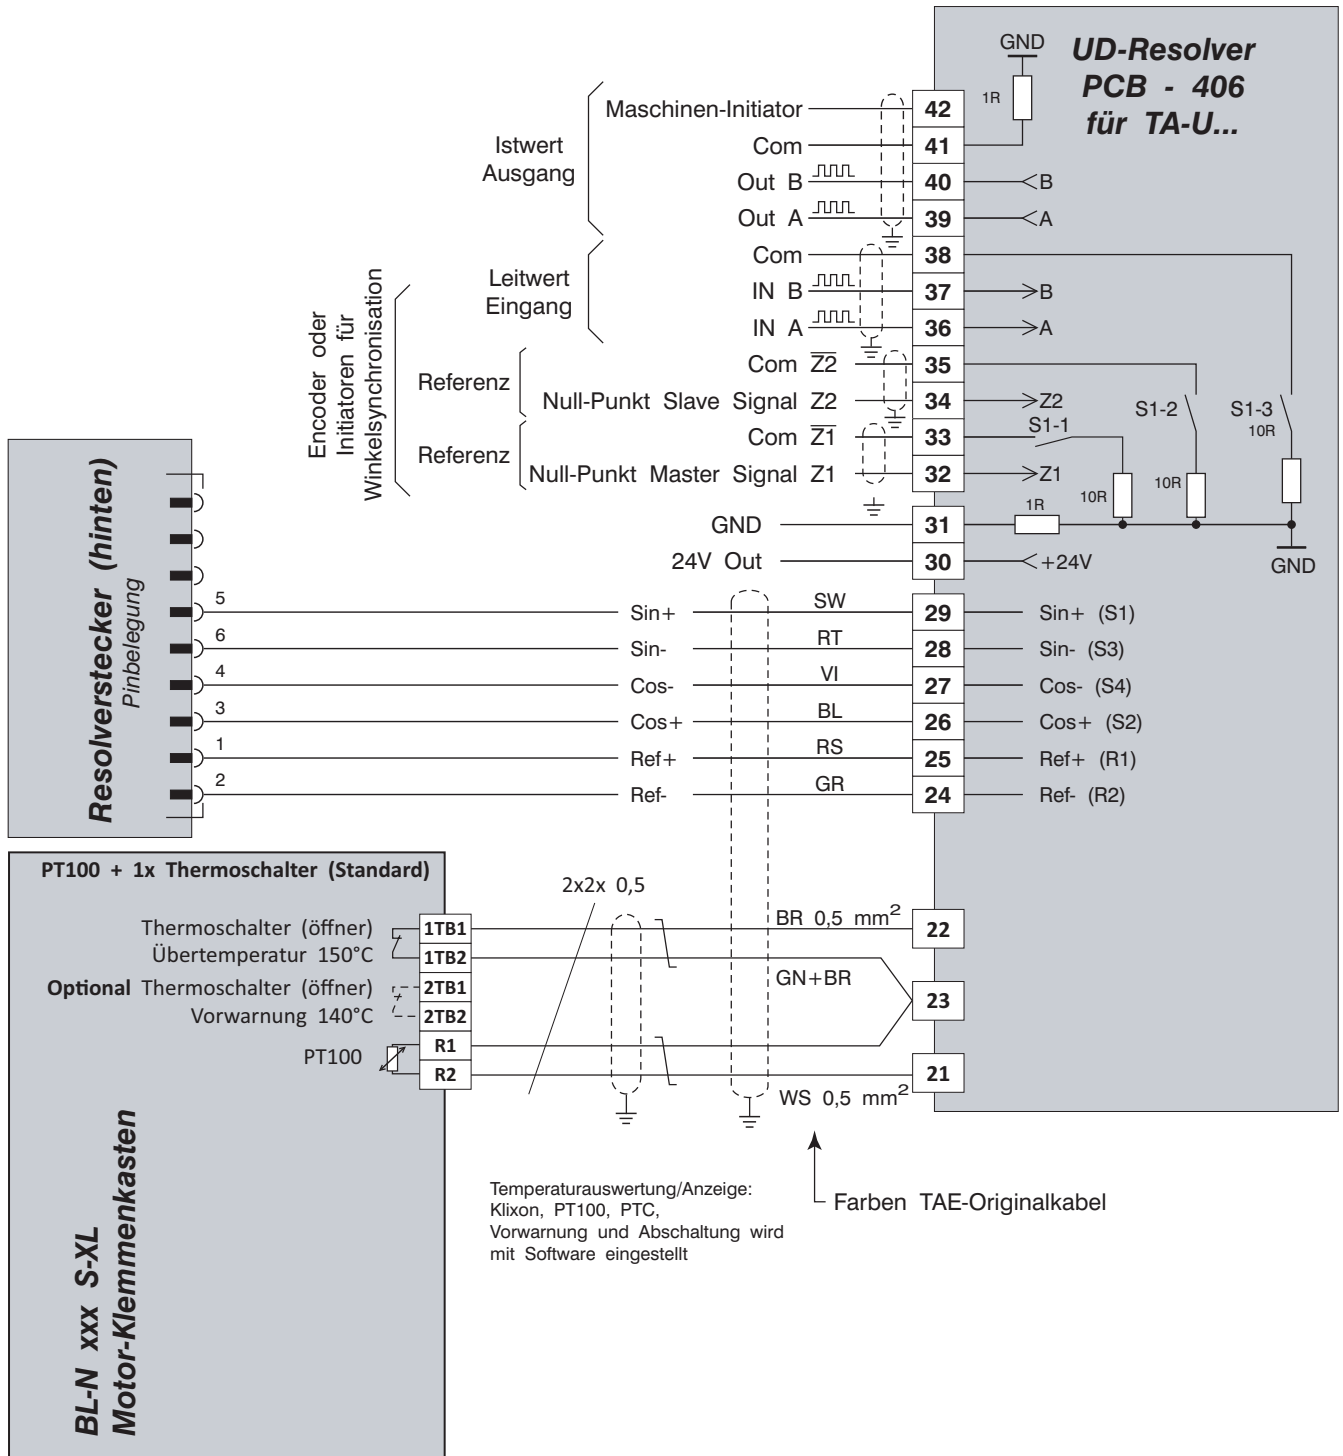 GND
UD-Resolver
PCB - 406
für TA-U...
1R
Maschinen-Initiator
42
Istwert
Ausgang
Com
41
Out B
40
B
Out A
39
A
Com
38
Leitwert
Eingang
IN B
37
B
IN A
36
A
Encoder oder
Initiatoren für
Winkelsynchronisation
Com Z2
35
Referenz
Null-Punkt Slave Signal Z2
34
Z2
S1-1
S1-2
S1-3
10R
Com Z1
33
Referenz
Null-Punkt Master Signal Z1
32
Z1
10R
10R
GND
31
1R
24V Out
30
+24V
GND
Resolverstecker (hinten)
Pinbelegung
5
Sin+
SW
29
Sin+ (S1)
6
Sin-
RT
28
Sin- (S3)
4
Cos-
VI
27
Cos- (S4)
3
Cos+
BL
26
Cos+ (S2)
1
Ref+
RS
25
Ref+ (R1)
2
Ref-
GR
24
Ref- (R2)
PT100 + 1x Thermoschalter (Standard)
2x2x 0,5
Thermoschalter (öffner)
Übertemperatur 150°C
1TB1
1TB2
BR 0,5 mm²
22
Optional Thermoschalter (öffner)
Vorwarnung 140°C
2TB1
2TB2
GN+BR
23
PT100
R1
R2
21
WS 0,5 mm²
BL-N xxx S-XL
Motor-Klemmenkasten
Temperaturauswertung/Anzeige:
Klixon, PT100, PTC,
Vorwarnung und Abschaltung wird
mit Software eingestellt
Farben TAE-Originalkabel